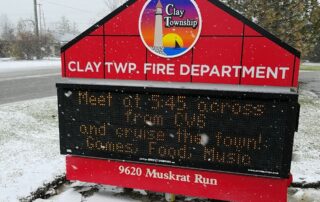 Clay
Township
CLAY TWP. FIRE DEPARTMENT
Meet at 5:45 across
from CVS
and cruise the town!
Games, Food, Music
9620 Muskrat Run